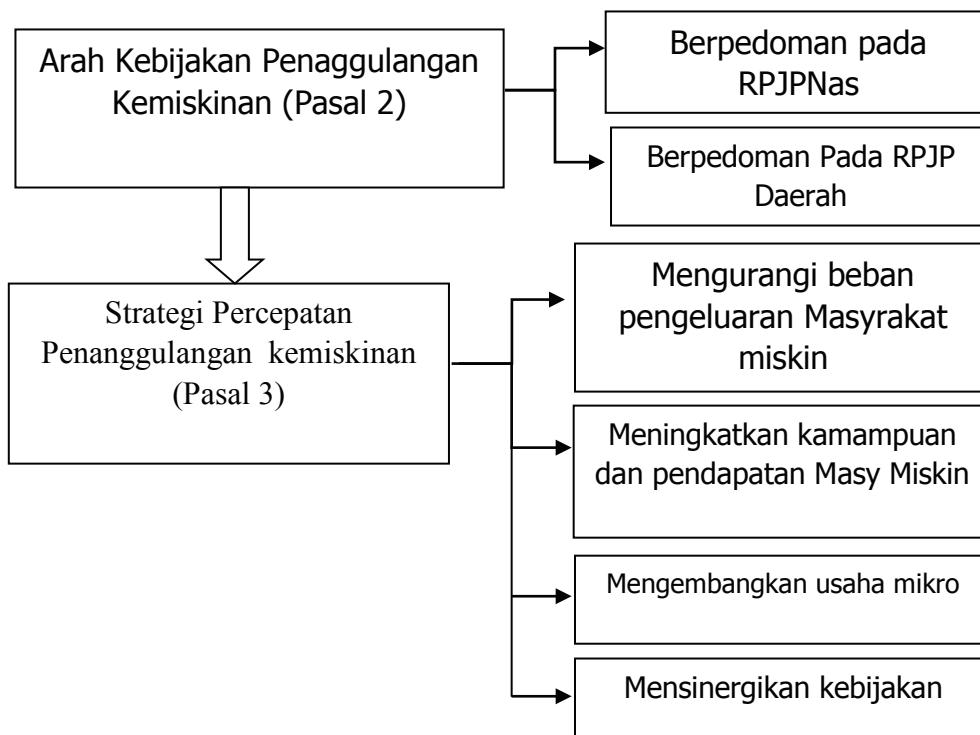 Arah Kebijakan Penaggulangan
Kemiskinan (Pasal 2)
Berpedoman pada
RPJPNas
Berpedoman Pada RPJP
Daerah
Strategi Percepatan
Penanggulangan kemiskinan
(Pasal 3)
Mengurangi beban
pengeluaran Masyrakat
miskin
Meningkatkan kamampuan
dan pendapatan Masy Miskin
Mengembangkan usaha mikro
Mensinergikan kebijakan